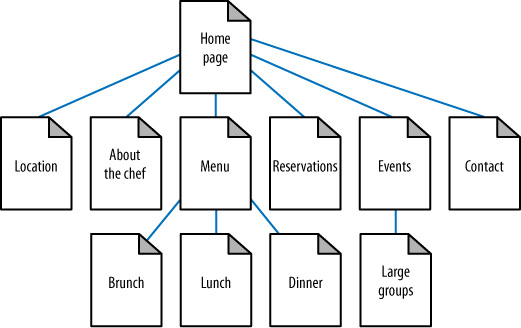 Home
page
Location
About
the chef
Menu
Reservations
Events
Contact
Brunch
Lunch
Dinner
Large
groups